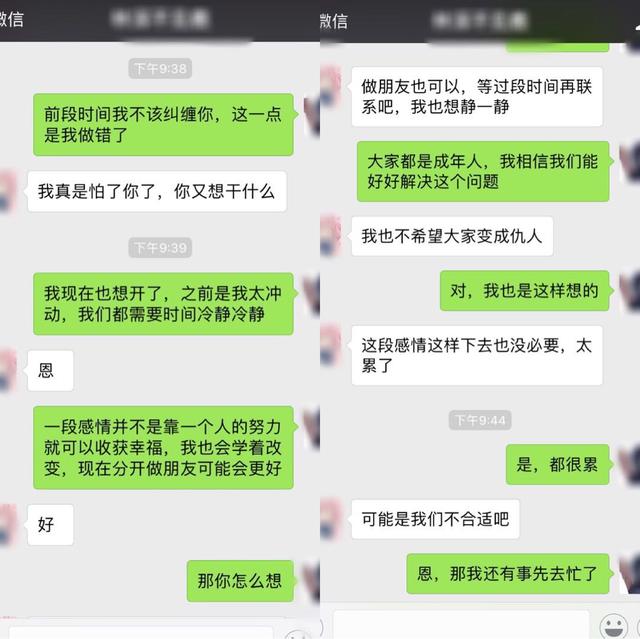 微信
下午9:38
前段时间我不该纠缠你，这一点
是我做错了
我真是怕了你了，你又想干什么
下午9:39
我现在也想开了，之前是我太冲
动，我们都需要时间冷静冷静
恩
一段感情并不是靠一个人的努力
就可以收获幸福，我也会学着改
变，现在分开做朋友可能会更好
好
那你怎么想
微信
做朋友也可以，等过段时间再联
系吧，我也想静一静
大家都是成年人，我相信我们能
好好解决这个问题
我也不希望大家变成仇人
对，我也是这样想的
这段感情这样下去也没必要，太
累了
下午9:44
是，都很累
可能是我们不合适吧
恩，那我还有事先去忙了